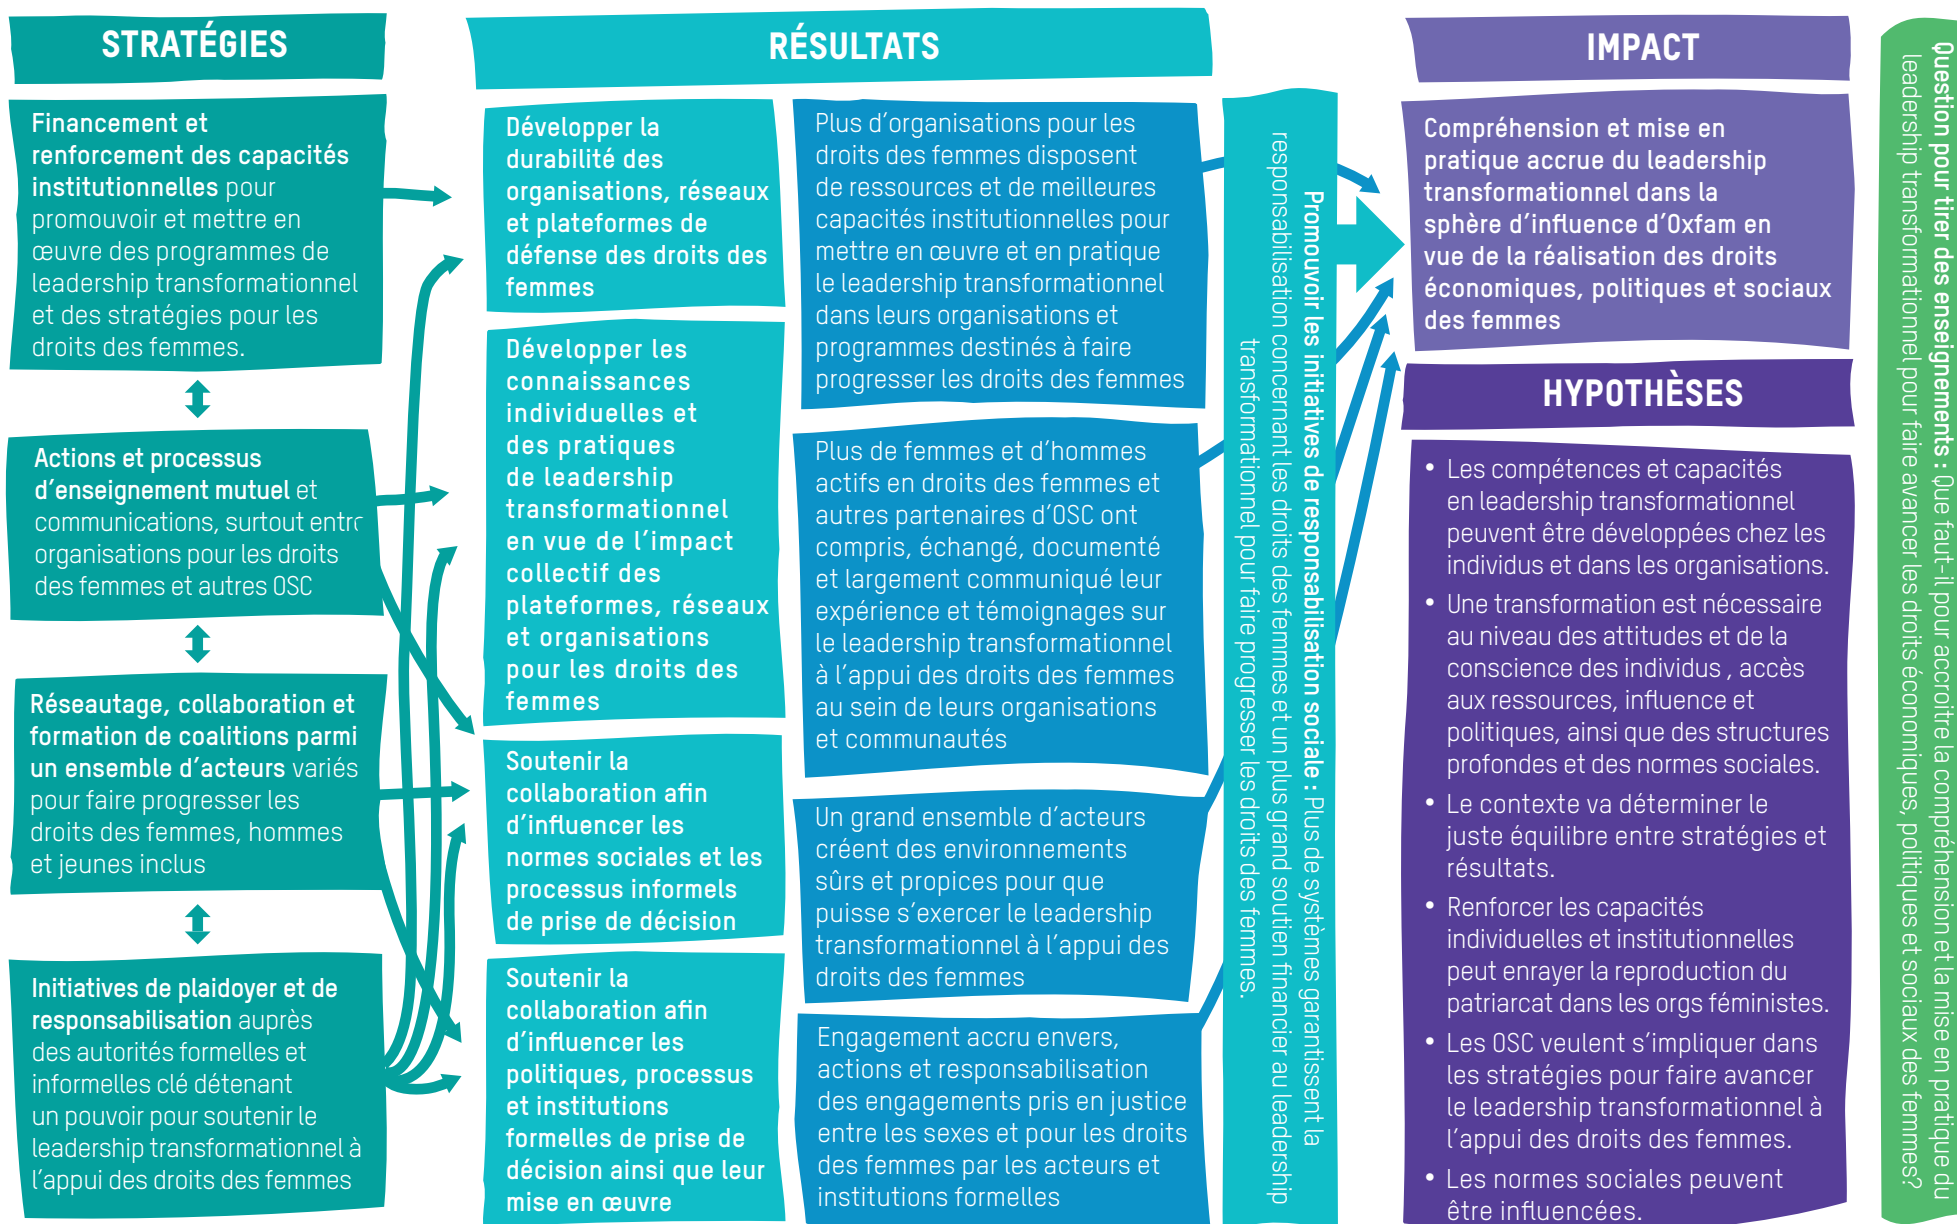 STRATÉGIES
Financement et
renforcement des capacités
institutionnelles pour
promouvoir et mettre en
œuvre des programmes de
leadership transformationnel
et des stratégies pour les
droits des femmes.
Actions et processus
d'enseignement mutuel et
communications, surtout entre
organisations pour les droits
des femmes et autres OSC
Réseautage, collaboration et
formation de coalitions parmi
un ensemble d'acteurs variés
pour faire progresser les
droits des femmes, hommes
et jeunes inclus
Initiatives de plaidoyer et de
responsabilisation auprès
des autorités formelles et
informelles clé détenant
un pouvoir pour soutenir le
leadership transformationnel à
l'appui des droits des femmes
RÉSULTATS
Développer la
durabilité des
organisations, réseaux
et plateformes de
défense des droits des
femmes
Développer les
connaissances
individuelles et
des pratiques
de leadership
transformationnel
en vue de l'impact
collectif des
plateformes, réseaux
et organisations
pour les droits des
femmes
Soutenir la
collaboration afin
d'influencer les
normes sociales et les
processus informels
de prise de décision
Soutenir la
collaboration afin
d'influencer les
politiques, processus
et institutions
formelles de prise de
décision ainsi que leur
mise en œuvre
Plus d'organisations pour les
droits des femmes disposent
de ressources et de meilleures
capacités institutionnelles pour
mettre en œuvre et en pratique
le leadership transformationnel
dans leurs organisations et
programmes destinés à faire
progresser les droits des femmes
Plus de femmes et d'hommes
actifs en droits des femmes et
autres partenaires d'OSC ont
compris, échangé, documenté
et largement communiqué leur
expérience et témoignages sur
le leadership transformationnel
à l'appui des droits des femmes
au sein de leurs organisations
et communautés
Un grand ensemble d'acteurs
créent des environnements
sûrs et propices pour que
puisse s'exercer le leadership
transformationnel à l'appui des
droits des femmes
Engagement accru envers,
actions et responsabilisation
des engagements pris en justice
entre les sexes et pour les droits
des femmes par les acteurs et
institutions formelles
Promouvoir les initiatives de responsabilisation sociale : Plus de systèmes garantissent la
responsabilisation concernant les droits des femmes et un plus grand soutien financier au leadership
transformationnel pour faire progresser les droits des femmes.
IMPACT
Compréhension et mise en
pratique accrue du leadership
transformationnel dans la
sphère d'influence d'Oxfam en
vue de la réalisation des droits
économiques, politiques et sociaux
des femmes
HYPOTHÈSES
• Les compétences et capacités
en leadership transformationnel
peuvent être développées chez les
individus et dans les organisations.
• Une transformation est nécessaire
au niveau des attitudes et de la
conscience des individus , accès
aux ressources, influence et
politiques, ainsi que des structures
profondes et des normes sociales.
• Le contexte va déterminer le
juste équilibre entre stratégies et
résultats.
• Renforcer les capacités
individuelles et institutionnelles
peut enrayer la reproduction du
patriarcat dans les orgs féministes.
• Les OSC veulent s'impliquer dans
les stratégies pour faire avancer
le leadership transformationnel à
l'appui des droits des femmes.
• Les normes sociales peuvent
être influencées.
Question pour tirer des enseignements : Que faut-il pour accroitre la compréhension et la mise en pratique du
leadership transformationnel pour faire avancer les droits économiques, politiques et sociaux des femmes?